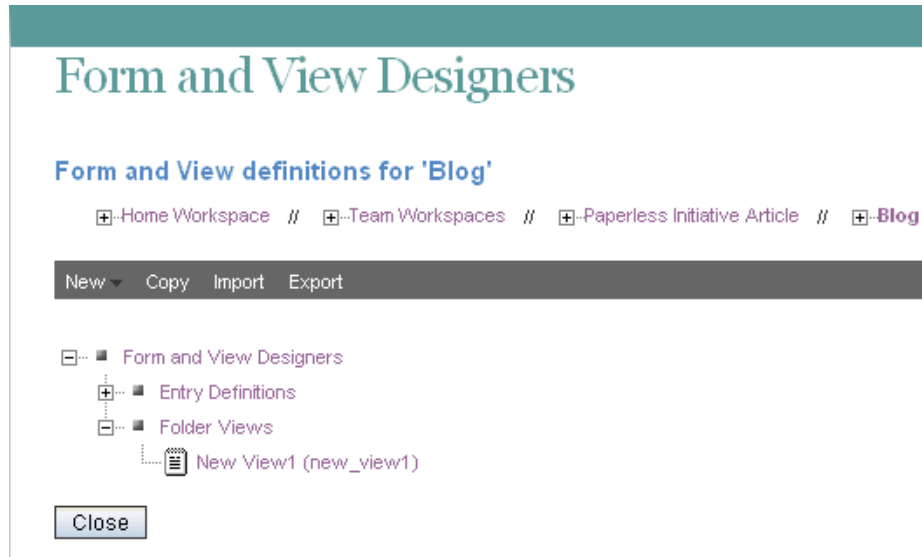 Form and View Designers
Form and View definitions for 'Blog'
Home Workspace // Team Workspaces // Paperless Initiative Article // Blog
New Copy Import Export
Form and View Designers
Entry Definitions
Folder Views
New View1 (new_view1)
Close